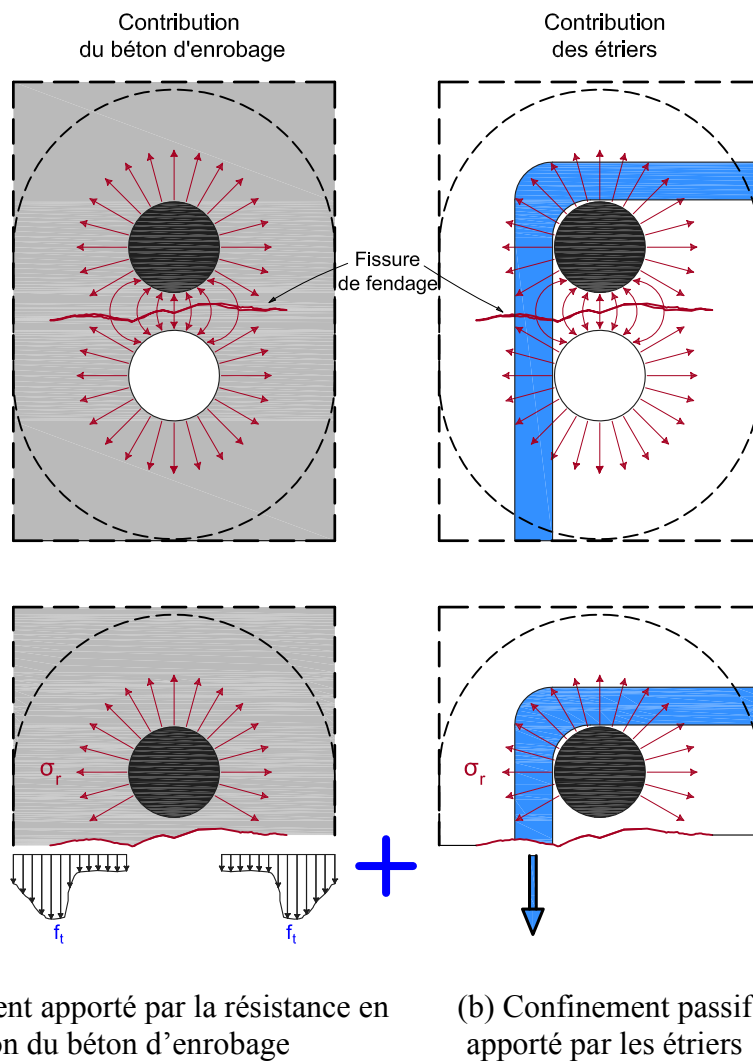 Contribution
du béton d'enrobage
Contribution
des étriers
Fissure
de fendage
σr
σr
ft
ft
ent apporté par la résistance en
on du béton d’enrobage
(b) Confinement passif
apporté par les étriers